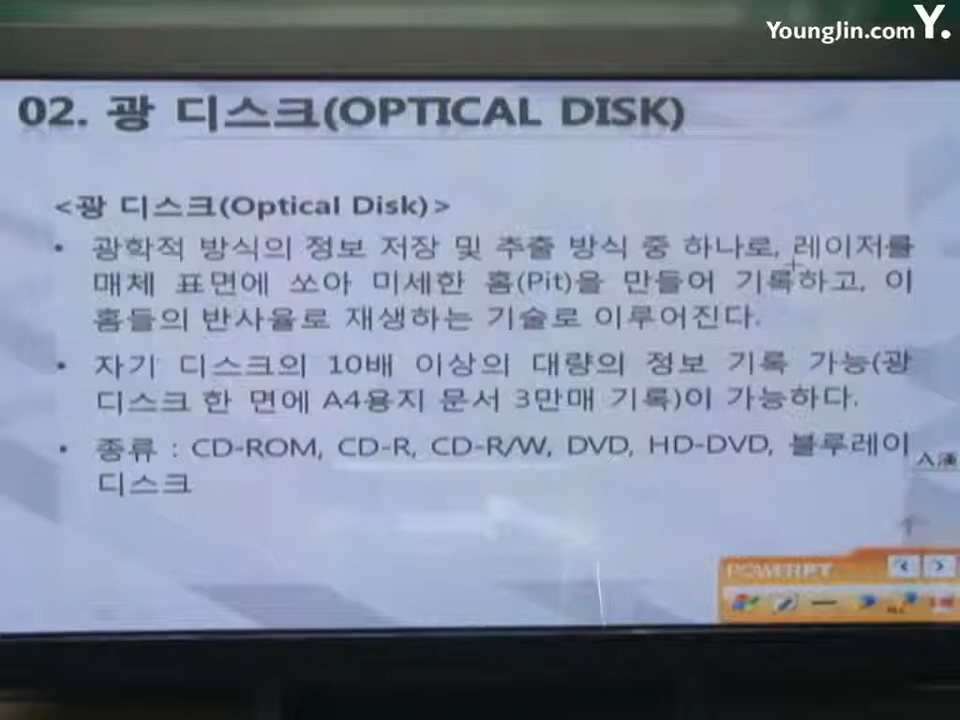 YoungJin.com Y.
02. 광 디스크(OPTICAL DISK)
<광 디스크(Optical Disk)>
• 광학적 방식의 정보 저장 및 추출 방식 중 하나로, 레이저를
매체 표면에 쏘아 미세한 홈(Pit)을 만들어 기록하고, 이
홈들의 반사율로 재생하는 기술로 이루어진다.
• 자기 디스크의 10배 이상의 대량의 정보 기록 가능(광
디스크 한 면에 A4용지 문서 3만매 기록)이 가능하다.
• 종류 : CD-ROM, CD-R, CD-R/W, DVD, HD-DVD, 블루레이
디스크
A漢
POWERPT